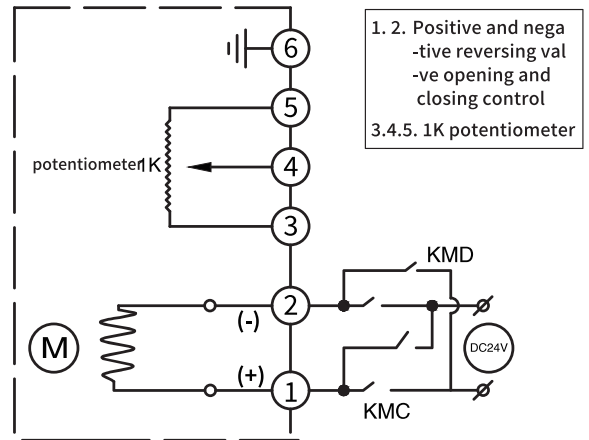 6
1. 2. Positive and nega
-tive reversing val
-ve opening and
closing control
3.4.5. 1K potentiometer
5
potentiometer1K
4
3
KMD
2
(-)
M
DC24V
(+)
1
KMC